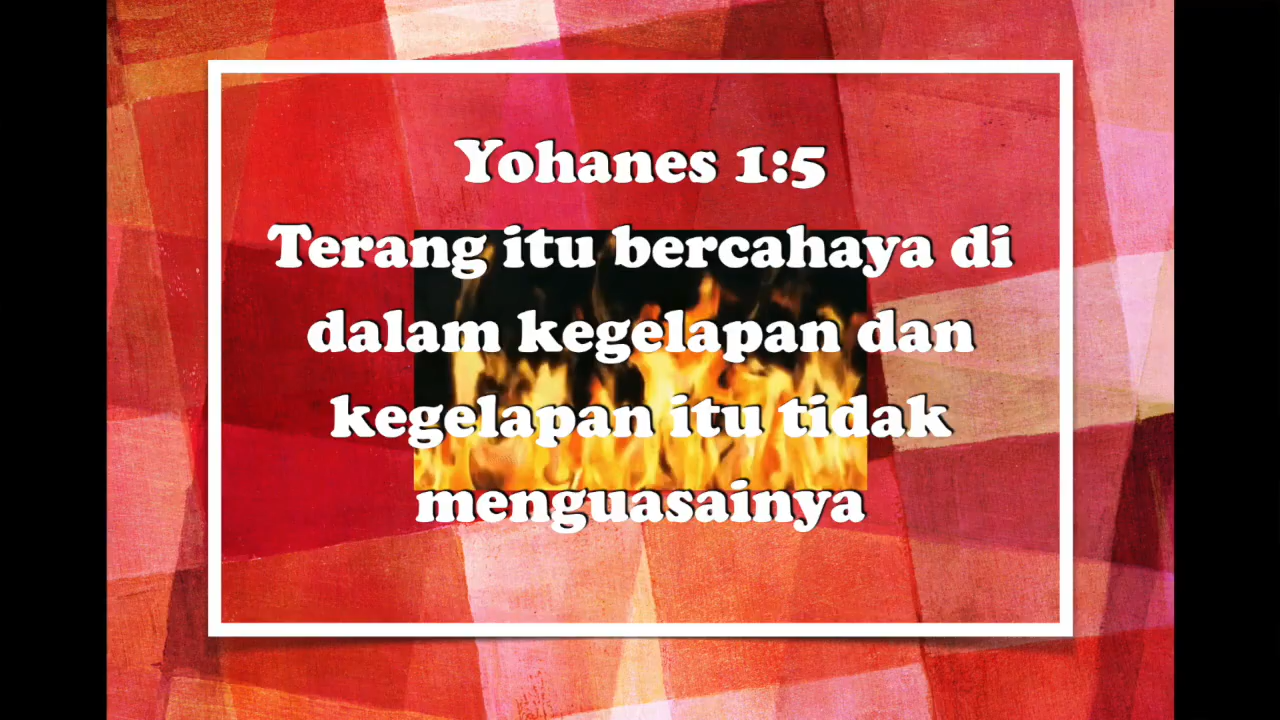 Yohanes 1:5
Terang itu bercahaya di
dalam kegelapan dan
kegelapan itu tidak
menguasainya